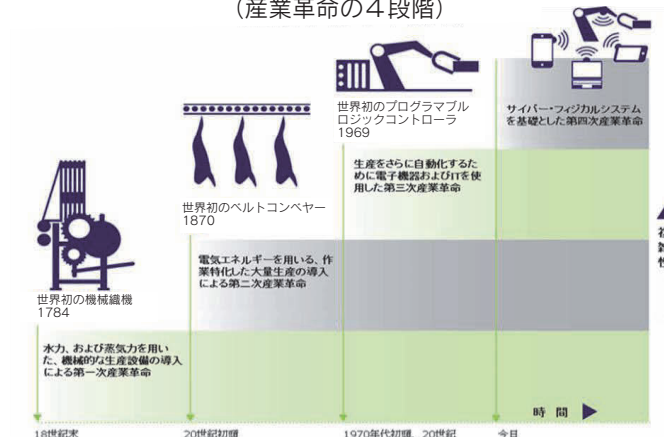 (産業革命の4段階)
サイバー・フィジカルシステム
を基礎とした第四次産業革命
世界初のプログラマブル
ロジックコントローラ
1969
生産をさらに自動化するた
めに電子機器およびITを使
用した第三次産業革命
世界初のベルトコンベヤー
1870
電気エネルギーを用いる、作
業特化した大量生産の導入
による第二次産業革命
世界初の機械織機
1784
水力、および蒸気力を用い
た、機械的な生産設備の導入
による第一次産業革命
時 間
18世紀末
20世紀初頭
1970年代初頭、20世紀
今日